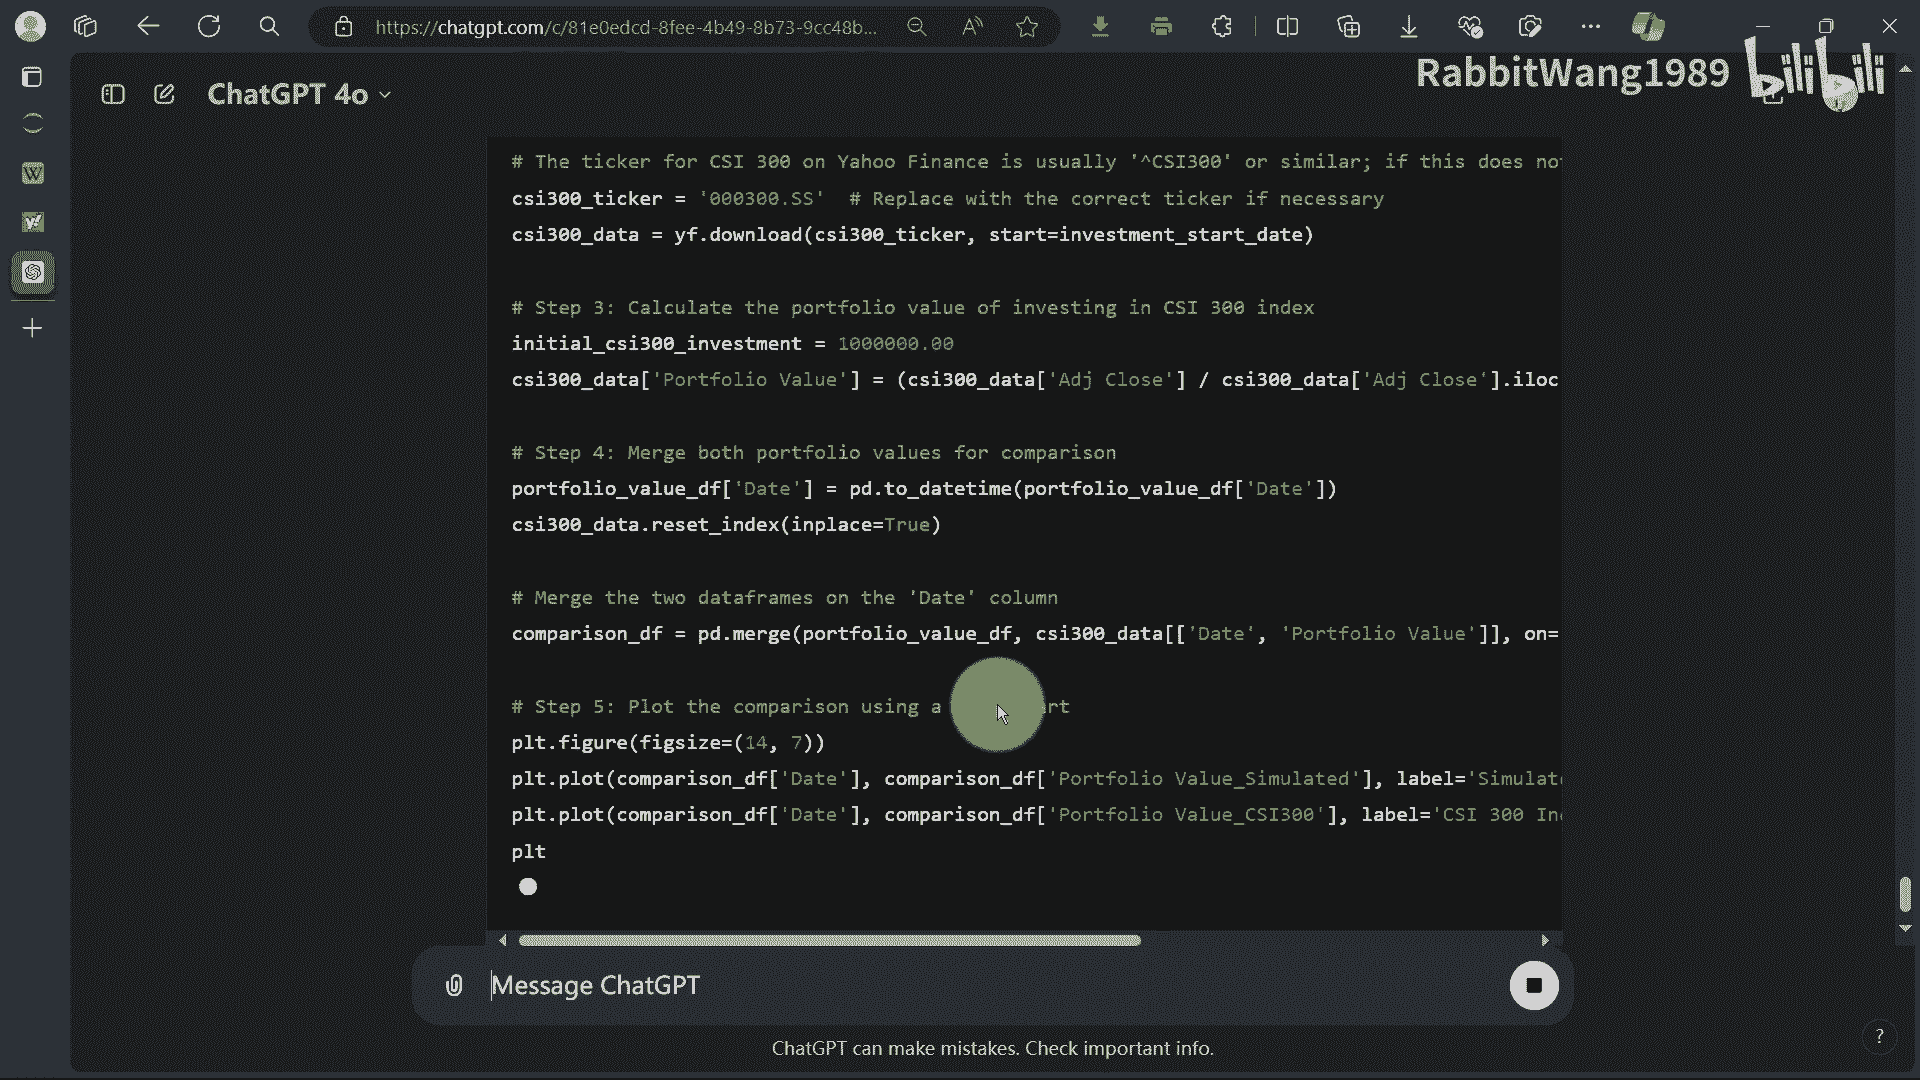 https://chatgpt.com/c/81e0edcd-8fee-4b49-8b73-9cc48b...
RabbitWang1989 bilibili
ChatGPT 4o
# The ticker for CSI 300 on Yahoo Finance is usually '^CSI300' or similar; if this does no
csi300_ticker = '000300.SS'  # Replace with the correct ticker if necessary
csi300_data = yf.download(csi300_ticker, start=investment_start_date)
# Step 3: Calculate the portfolio value of investing in CSI 300 index
initial_csi300_investment = 1000000.00
csi300_data['Portfolio Value'] = (csi300_data['Adj Close'] / csi300_data['Adj Close'].iloc
# Step 4: Merge both portfolio values for comparison
portfolio_value_df['Date'] = pd.to_datetime(portfolio_value_df['Date'])
csi300_data.reset_index(inplace=True)
# Merge the two dataframes on the 'Date' column
comparison_df = pd.merge(portfolio_value_df, csi300_data[['Date', 'Portfolio Value']], on=
# Step 5: Plot the comparison using a rt
plt.figure(figsize=(14, 7))
plt.plot(comparison_df['Date'], comparison_df['Portfolio Value_Simulated'], label='Simulat
plt.plot(comparison_df['Date'], comparison_df['Portfolio Value_CSI300'], label='CSI 300 In
plt
Message ChatGPT
ChatGPT can make mistakes. Check important info.
?